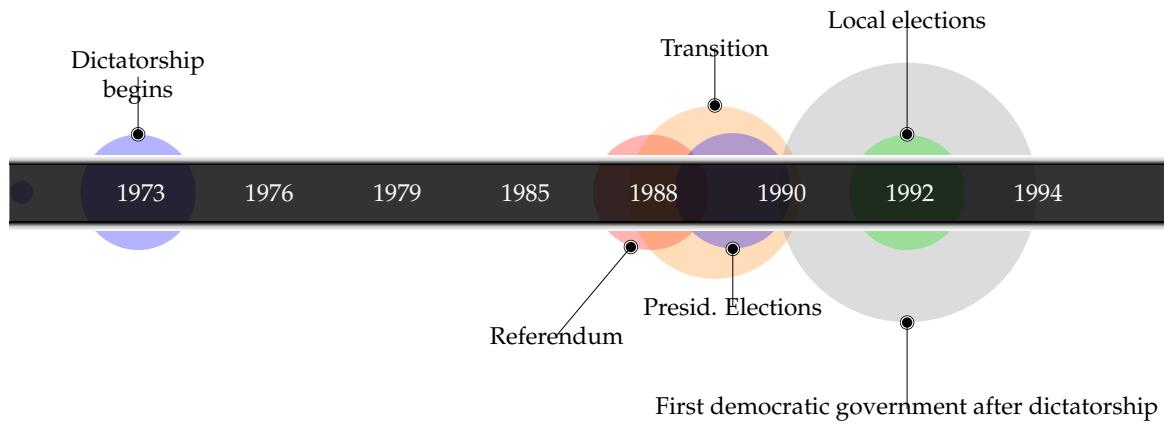 Local elections
Transition
Dictatorship
begins
1973 1976 1979 1985 1988 1990 1992 1994
Presid. Elections
Referendum
First democratic government after dictatorship